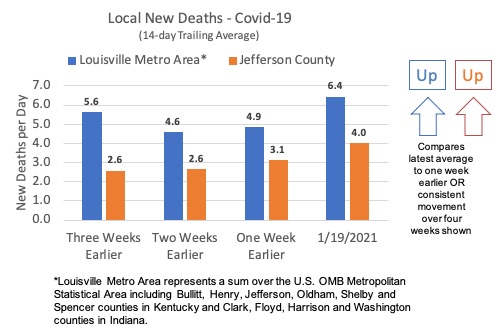 Local New Deaths - Covid-19
(14-day Trailing Average)
Louisville Metro Area* Jefferson County
New Deaths per Day
7.0
6.0
5.0
4.0
3.0
2.0
1.0
0.0
5.6
2.6
4.6
2.6
4.9
3.1
6.4
4.0
Three Weeks
Earlier
Two Weeks
Earlier
One Week
Earlier
1/19/2021
Up Up
Compares
latest average
to one week
earlier OR
consistent
movement
over four
weeks shown
*Louisville Metro Area represents a sum over the U.S. OMB Metropolitan
Statistical Area including Bullitt, Henry, Jefferson, Oldham, Shelby and
Spencer counties in Kentucky and Clark, Floyd, Harrison and Washington
counties in Indiana.